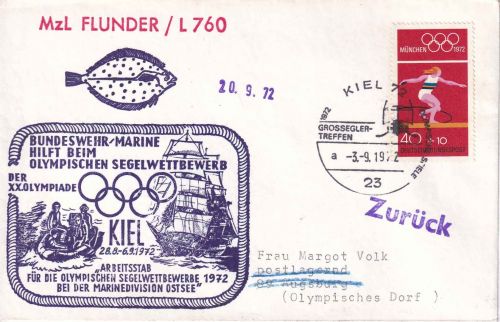 MzL FLUNDER / L 760
20. 9. 72
MÜNCHEN 1972
40+10
DEUTSCHE BUNDESPOST
KIEL
1972
GROSSEGLER-
TREFFEN
a -3-9.1972
23
Zurück
BUNDESWEHR/MARINE
HILFT BEIM
OLYMPISCHEN SEGELWETTBEWERB
DER
XX.OLYMPIADE
KIEL
28.8.-6.9.1972
„ARBEITSSTAB
FÜR DIE OLYMPISCHEN SEGELWETTBEWERBE 1972
BEI DER MARINEDIVISION OSTSEE"
Frau Margot Volk
postlagernd
89 Augsburg
(Olympisches Dorf )